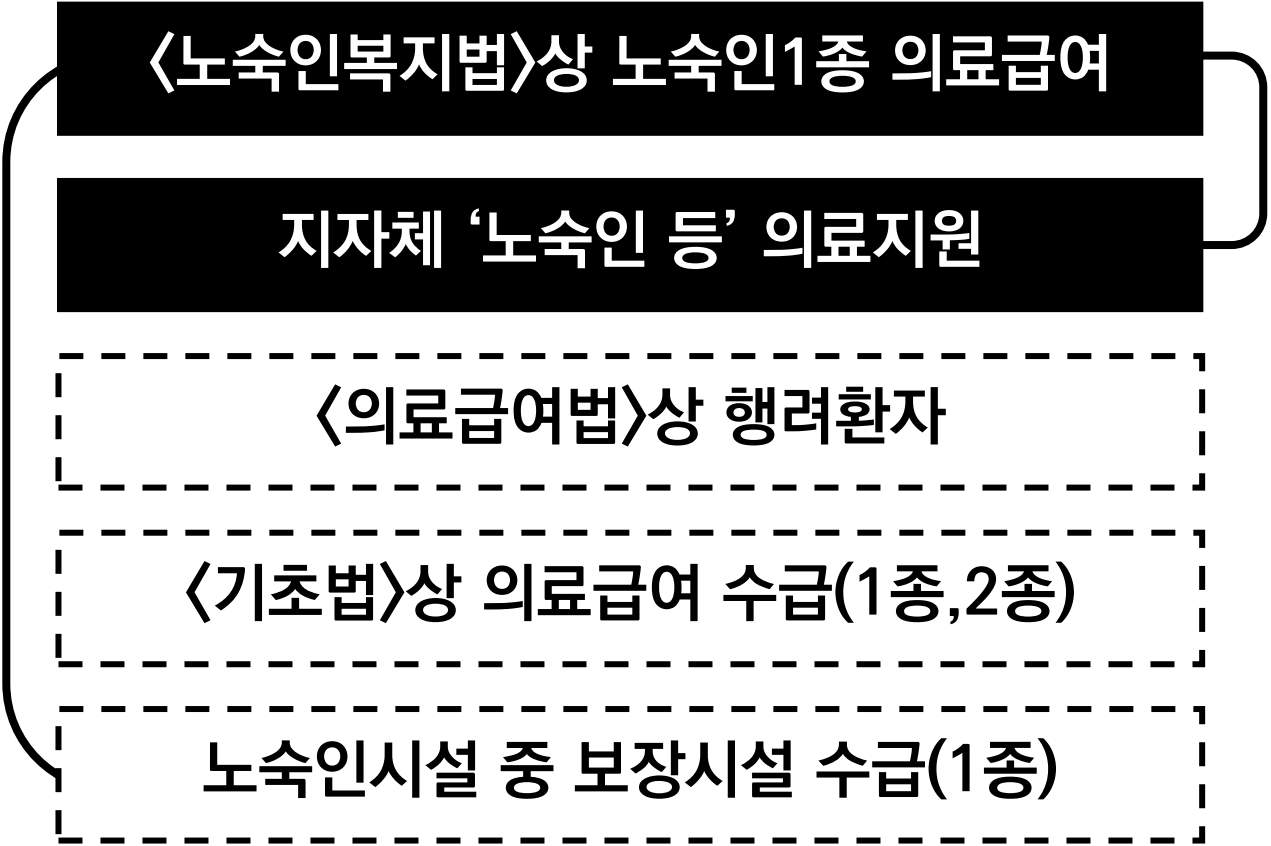 〈노숙인복지법〉상 노숙인1종 의료급여
지자체 ‘노숙인 등’ 의료지원
〈의료급여법〉상 행려환자
〈기초법〉상 의료급여 수급(1종,2종)
노숙인시설 중 보장시설 수급(1종)